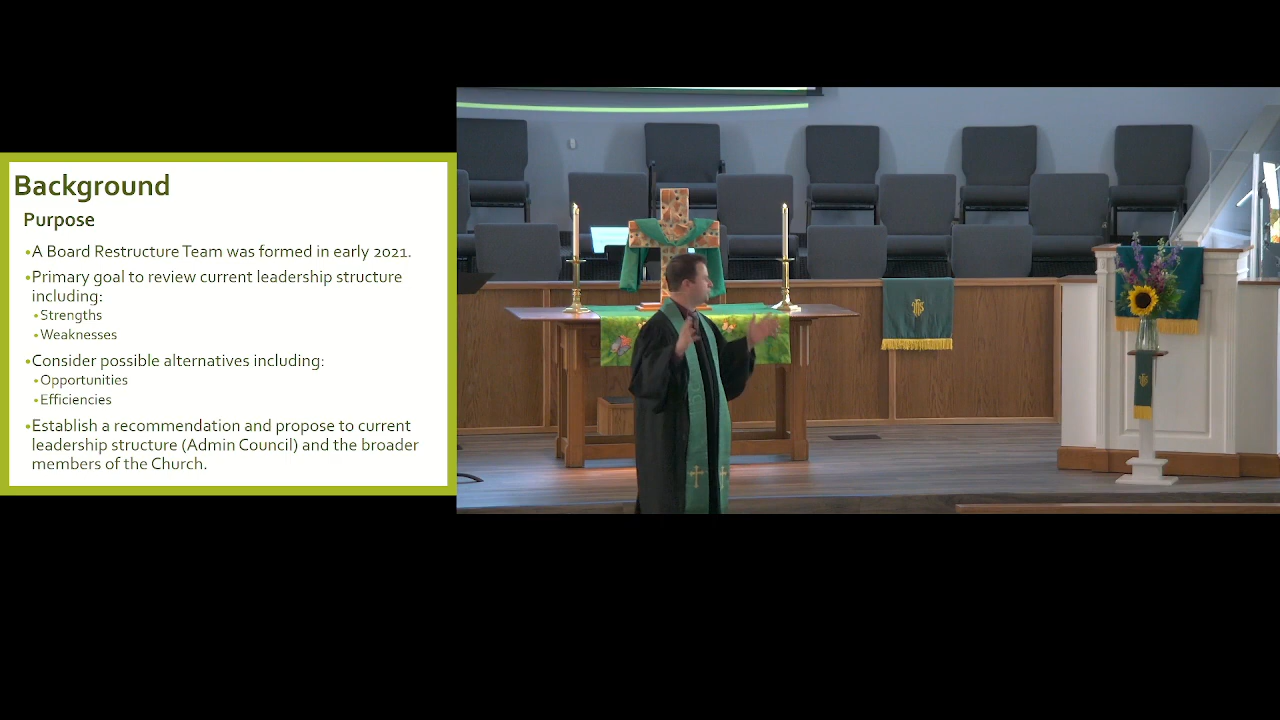 Background
Purpose
•A Board Restructure Team was formed in early 2021.
•Primary goal to review current leadership structure
including:
•Strengths
•Weaknesses
•Consider possible alternatives including:
•Opportunities
•Efficiencies
•Establish a recommendation and propose to current
leadership structure (Admin Council) and the broader
members of the Church.
IHS